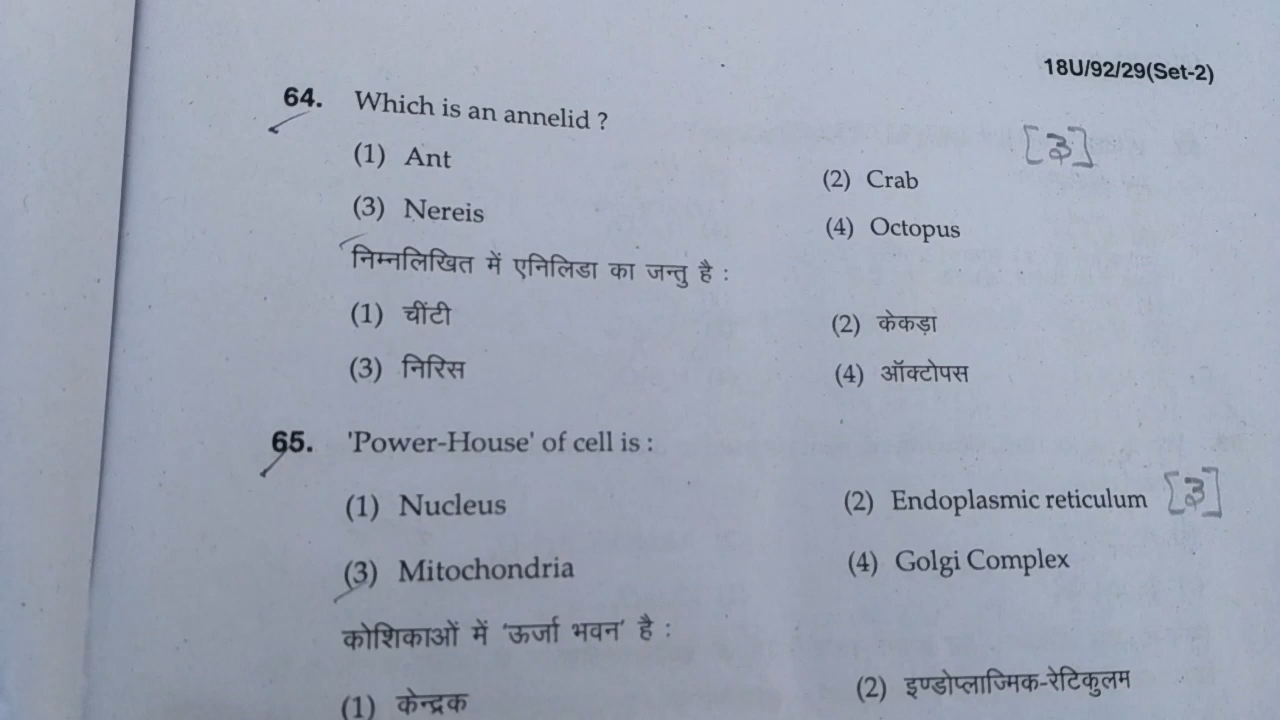 18U/92/29(Set-2)
64. Which is an annelid ?
[3]
(1) Ant (2) Crab
(3) Nereis (4) Octopus
निम्नलिखित में एनिलिडा का जन्तु है :
(1) चींटी (2) केकड़ा
(3) निरिस (4) ऑक्टोपस
65. 'Power-House' of cell is :
(1) Nucleus (2) Endoplasmic reticulum [3]
(3) Mitochondria (4) Golgi Complex
कोशिकाओं में ‘ऊर्जा भवन’ है :
(1) केन्द्रक (2) इण्डोप्लाज्मिक-रेटिकुलम